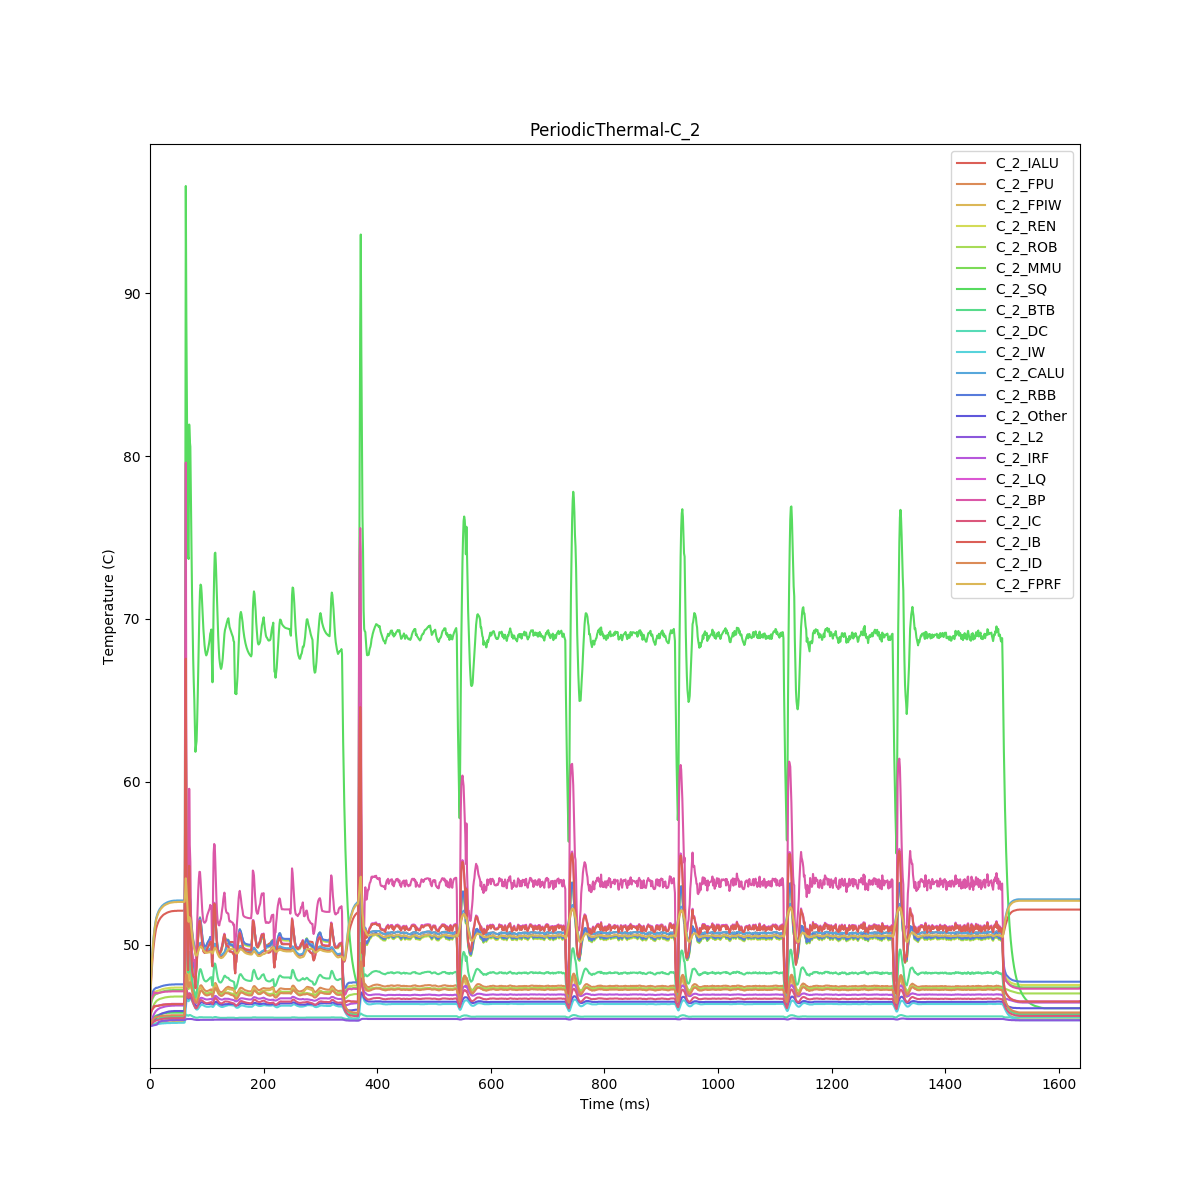 PeriodicThermal-C_2
C_2_IALU
C_2_FPU
C_2_FPIW
C_2_REN
C_2_ROB
C_2_MMU
C_2_SQ
C_2_BTB
C_2_DC
C_2_IW
C_2_CALU
C_2_RBB
C_2_Other
C_2_L2
C_2_IRF
C_2_LQ
C_2_BP
C_2_IC
C_2_IB
C_2_ID
C_2_FPRF
90
80
70
60
50
Temperature (C)
0 200 400 600 800 1000 1200 1400 1600
Time (ms)